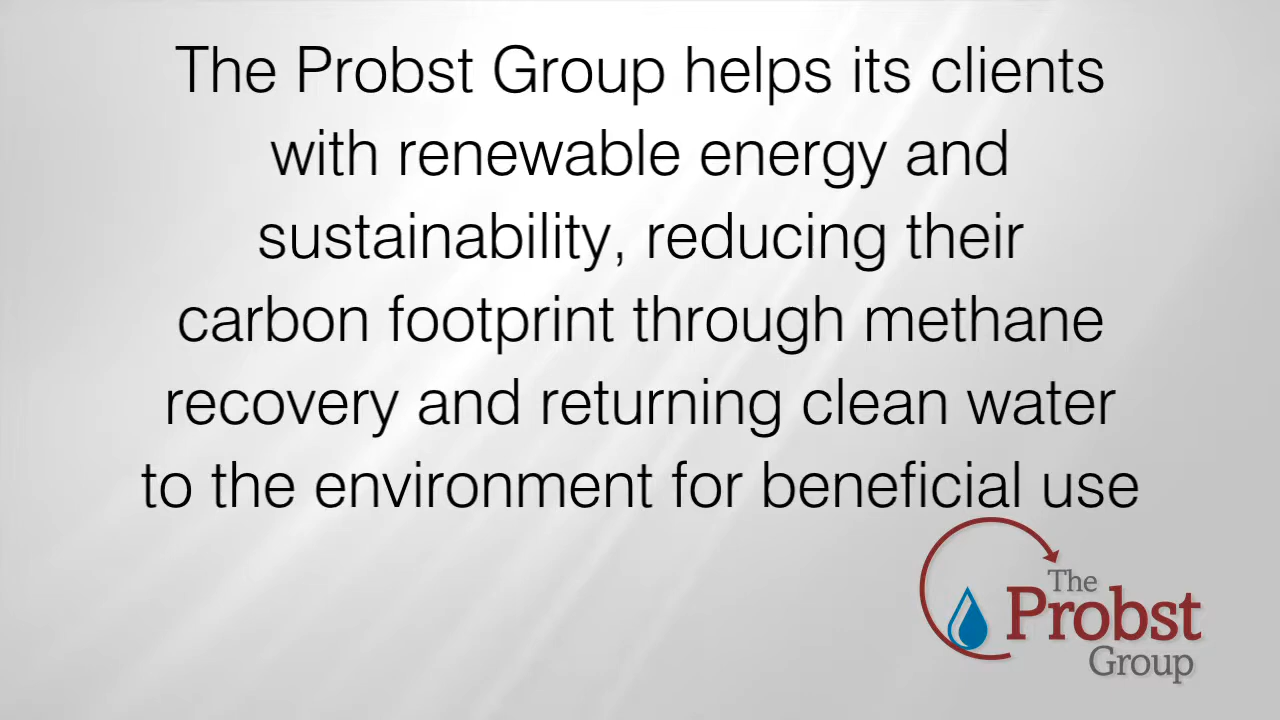 The Probst Group helps its clients
with renewable energy and
sustainability, reducing their
carbon footprint through methane
recovery and returning clean water
to the environment for beneficial use
The
Probst
Group